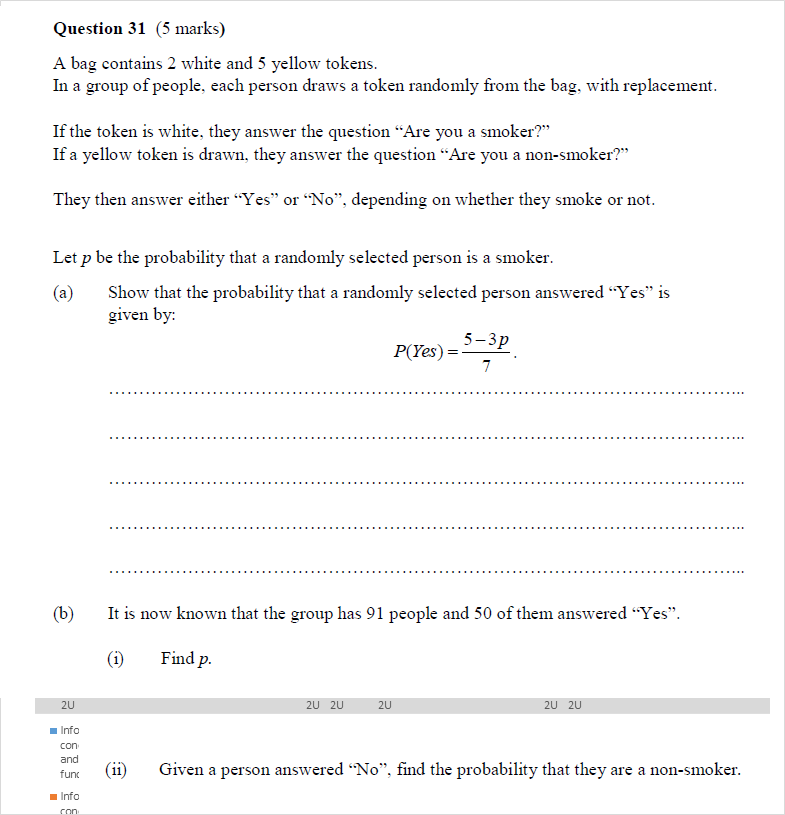 Question 31 (5 marks)
A bag contains 2 white and 5 yellow tokens.
In a group of people, each person draws a token randomly from the bag, with replacement.
If the token is white, they answer the question “Are you a smoker?”
If a yellow token is drawn, they answer the question “Are you a non-smoker?”
They then answer either “Yes” or “No”, depending on whether they smoke or not.
Let p be the probability that a randomly selected person is a smoker.
(a) Show that the probability that a randomly selected person answered “Yes” is
given by:
P(Yes) = (5 − 3p)/7.
(b) It is now known that the group has 91 people and 50 of them answered “Yes”.
(i) Find p.
2U 2U 2U 2U 2U 2U
Info
con
and
func
(ii) Given a person answered “No”, find the probability that they are a non-smoker.
Info
con